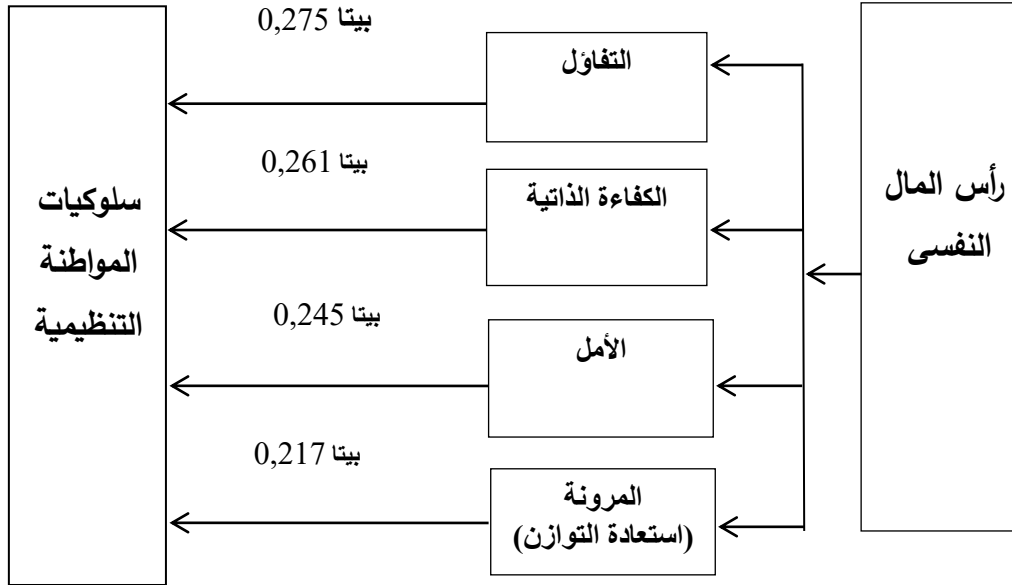 رأس المال
النفسى
التفاؤل
بيتا 0,275
الكفاءة الذاتية
بيتا 0,261
الأمل
بيتا 0,245
المرونة
(استعادة التوازن)
بيتا 0,217
سلوكيات
المواطنة
التنظيمية